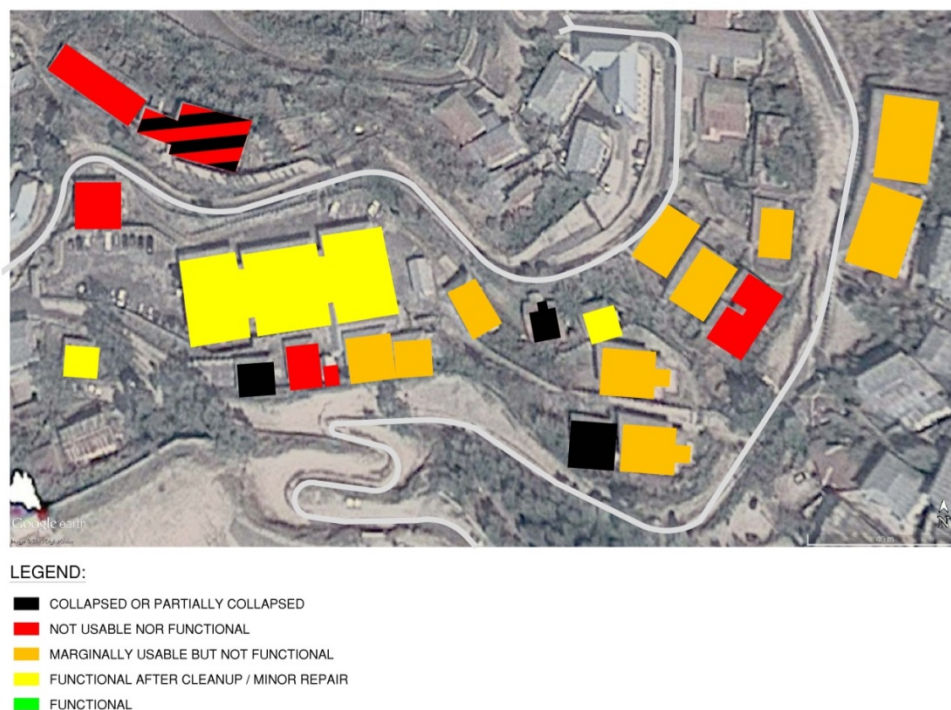 Google earth
LEGEND:
COLLAPSED OR PARTIALLY COLLAPSED
NOT USABLE NOR FUNCTIONAL
MARGINALLY USABLE BUT NOT FUNCTIONAL
FUNCTIONAL AFTER CLEANUP / MINOR REPAIR
FUNCTIONAL